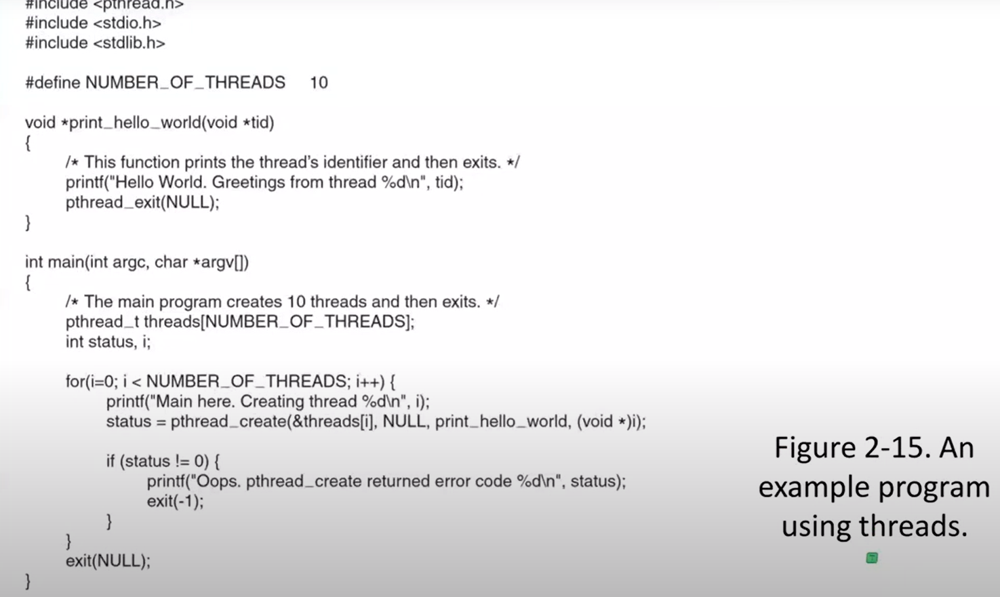 #include <pthread.h>
#include <stdio.h>
#include <stdlib.h>
#define NUMBER_OF_THREADS 10
void *print_hello_world(void *tid)
{
/* This function prints the thread's identifier and then exits. */
printf("Hello World. Greetings from thread %d\n", tid);
pthread_exit(NULL);
}
int main(int argc, char *argv[])
{
/* The main program creates 10 threads and then exits. */
pthread_t threads[NUMBER_OF_THREADS];
int status, i;
for(i=0; i < NUMBER_OF_THREADS; i++) {
printf("Main here. Creating thread %d\n", i);
status = pthread_create(&threads[i], NULL, print_hello_world, (void *)i);
if (status != 0) {
printf("Oops. pthread_create returned error code %d\n", status);
exit(-1);
}
}
exit(NULL);
}
Figure 2-15. An
example program
using threads.